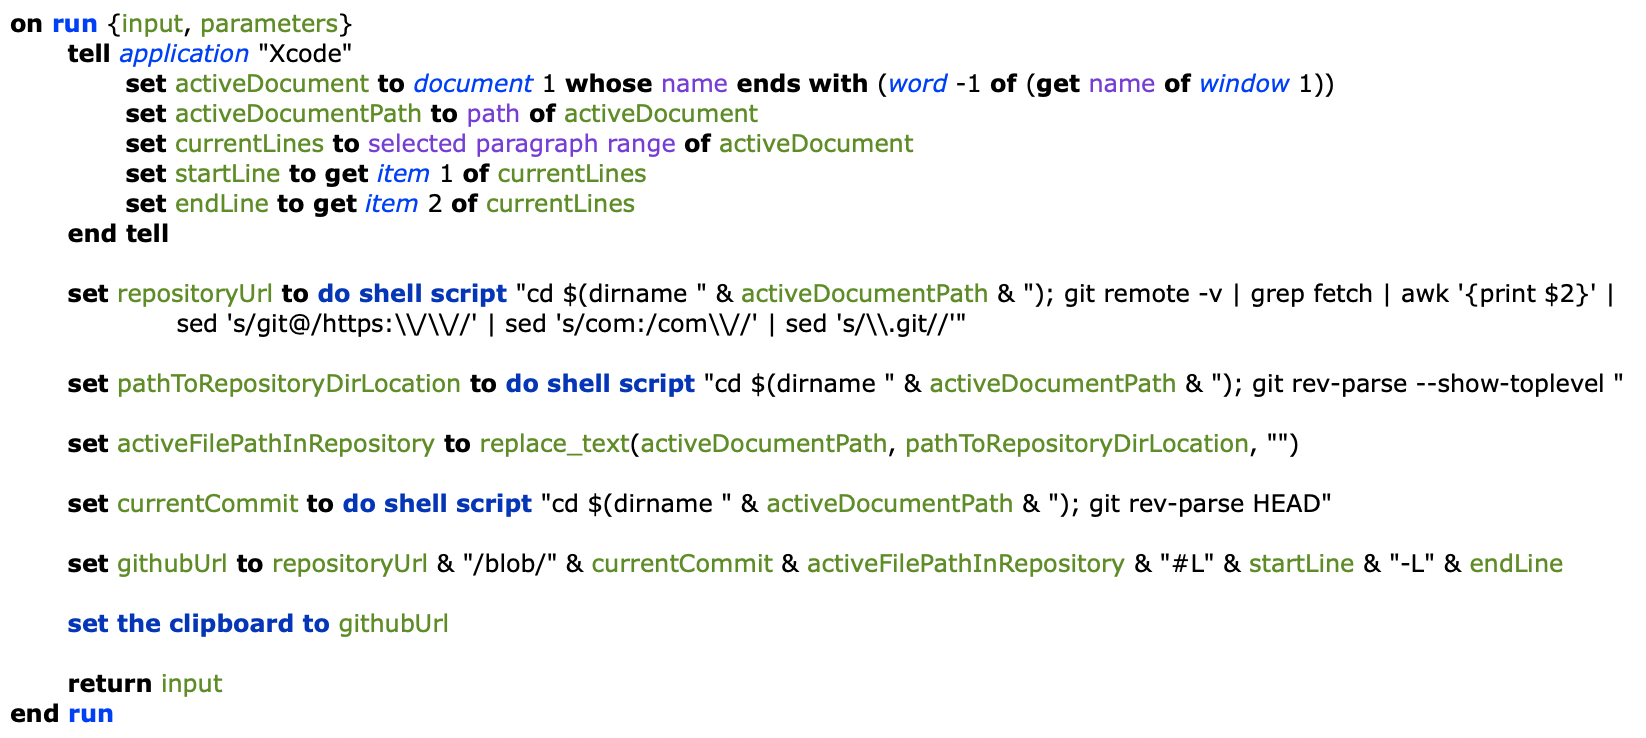 on run {input, parameters}
tell application "Xcode"
set activeDocument to document 1 whose name ends with (word -1 of (get name of window 1))
set activeDocumentPath to path of activeDocument
set currentLines to selected paragraph range of activeDocument
set startLine to get item 1 of currentLines
set endLine to get item 2 of currentLines
end tell
set repositoryUrl to do shell script "cd $(dirname " & activeDocumentPath & "); git remote -v | grep fetch | awk '{print $2}' |
sed 's/git@/https:\\/\\//' | sed 's/com:/com\\//' | sed 's/\\.git//'"
set pathToRepositoryDirLocation to do shell script "cd $(dirname " & activeDocumentPath & "); git rev-parse --show-toplevel "
set activeFilePathInRepository to replace_text(activeDocumentPath, pathToRepositoryDirLocation, "")
set currentCommit to do shell script "cd $(dirname " & activeDocumentPath & "); git rev-parse HEAD"
set githubUrl to repositoryUrl & "/blob/" & currentCommit & activeFilePathInRepository & "#L" & startLine & "-L" & endLine
set the clipboard to githubUrl
return input
end run